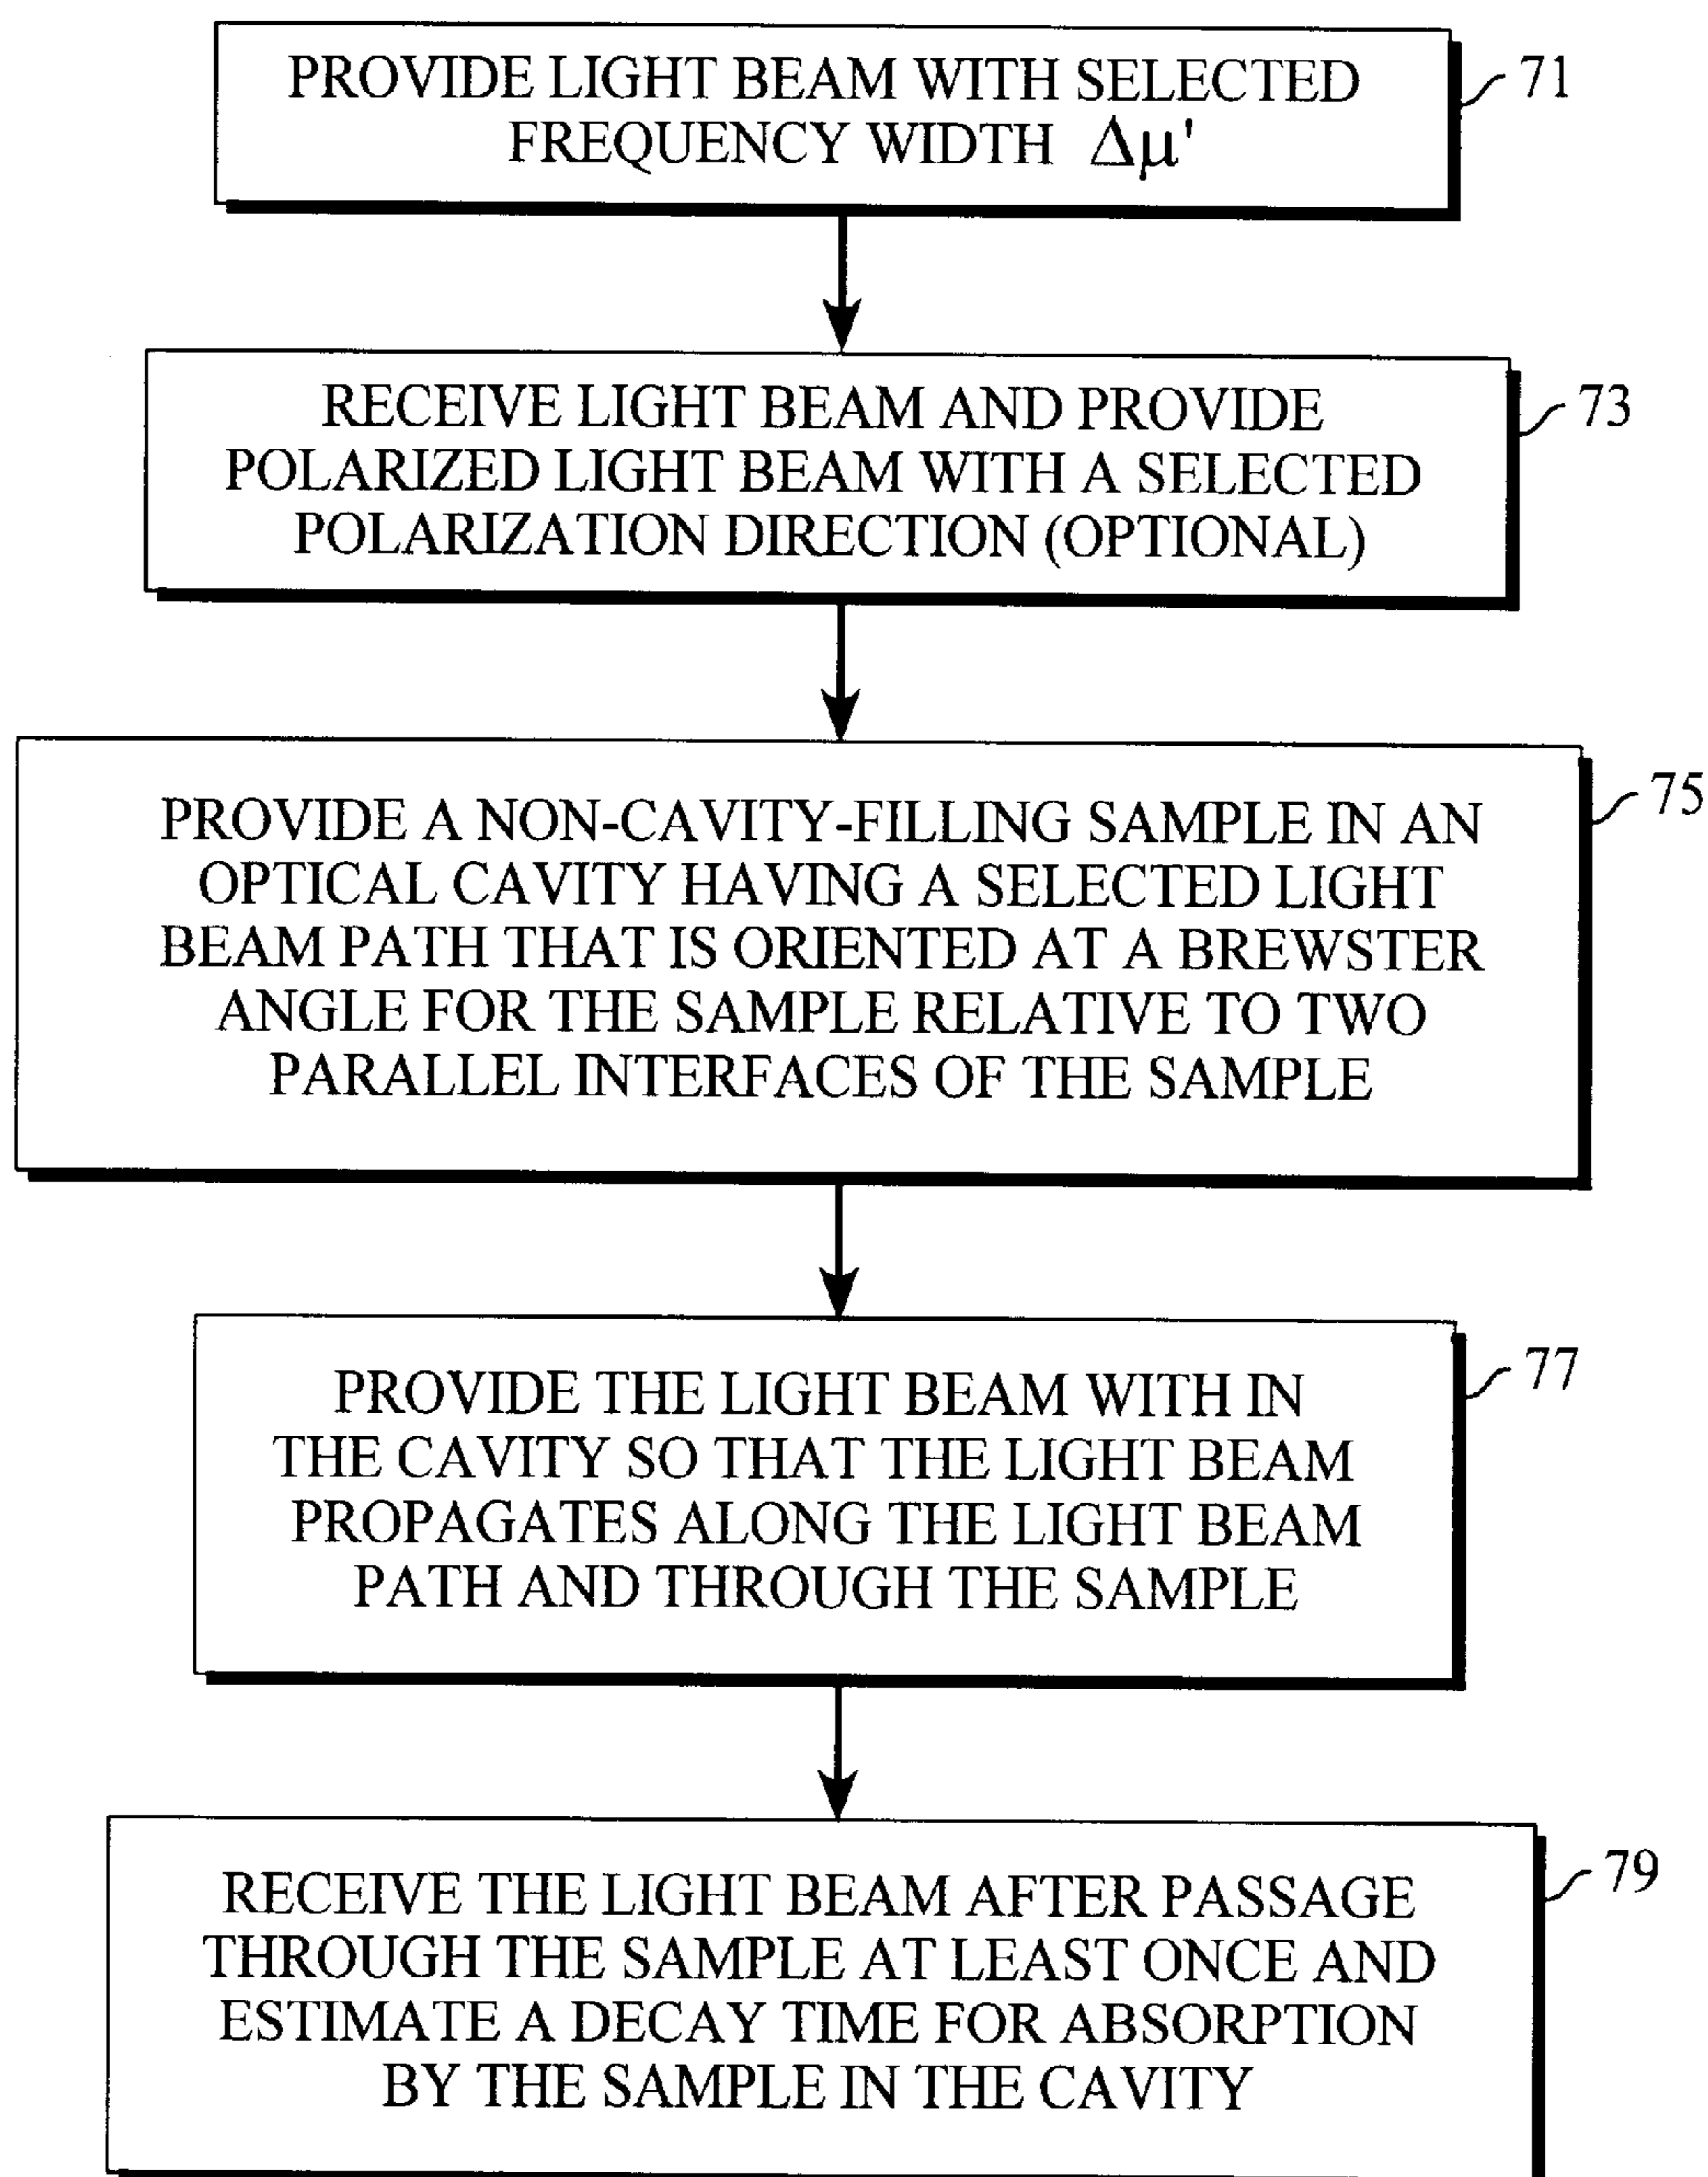 PROVIDE LIGHT BEAM WITH SELECTED
FREQUENCY WIDTH Δμ'
71
RECEIVE LIGHT BEAM AND PROVIDE
POLARIZED LIGHT BEAM WITH A SELECTED
POLARIZATION DIRECTION (OPTIONAL)
73
PROVIDE A NON-CAVITY-FILLING SAMPLE IN AN
OPTICAL CAVITY HAVING A SELECTED LIGHT
BEAM PATH THAT IS ORIENTED AT A BREWSTER
ANGLE FOR THE SAMPLE RELATIVE TO TWO
PARALLEL INTERFACES OF THE SAMPLE
75
PROVIDE THE LIGHT BEAM WITH IN
THE CAVITY SO THAT THE LIGHT BEAM
PROPAGATES ALONG THE LIGHT BEAM
PATH AND THROUGH THE SAMPLE
77
RECEIVE THE LIGHT BEAM AFTER PASSAGE
THROUGH THE SAMPLE AT LEAST ONCE AND
ESTIMATE A DECAY TIME FOR ABSORPTION
BY THE SAMPLE IN THE CAVITY
79